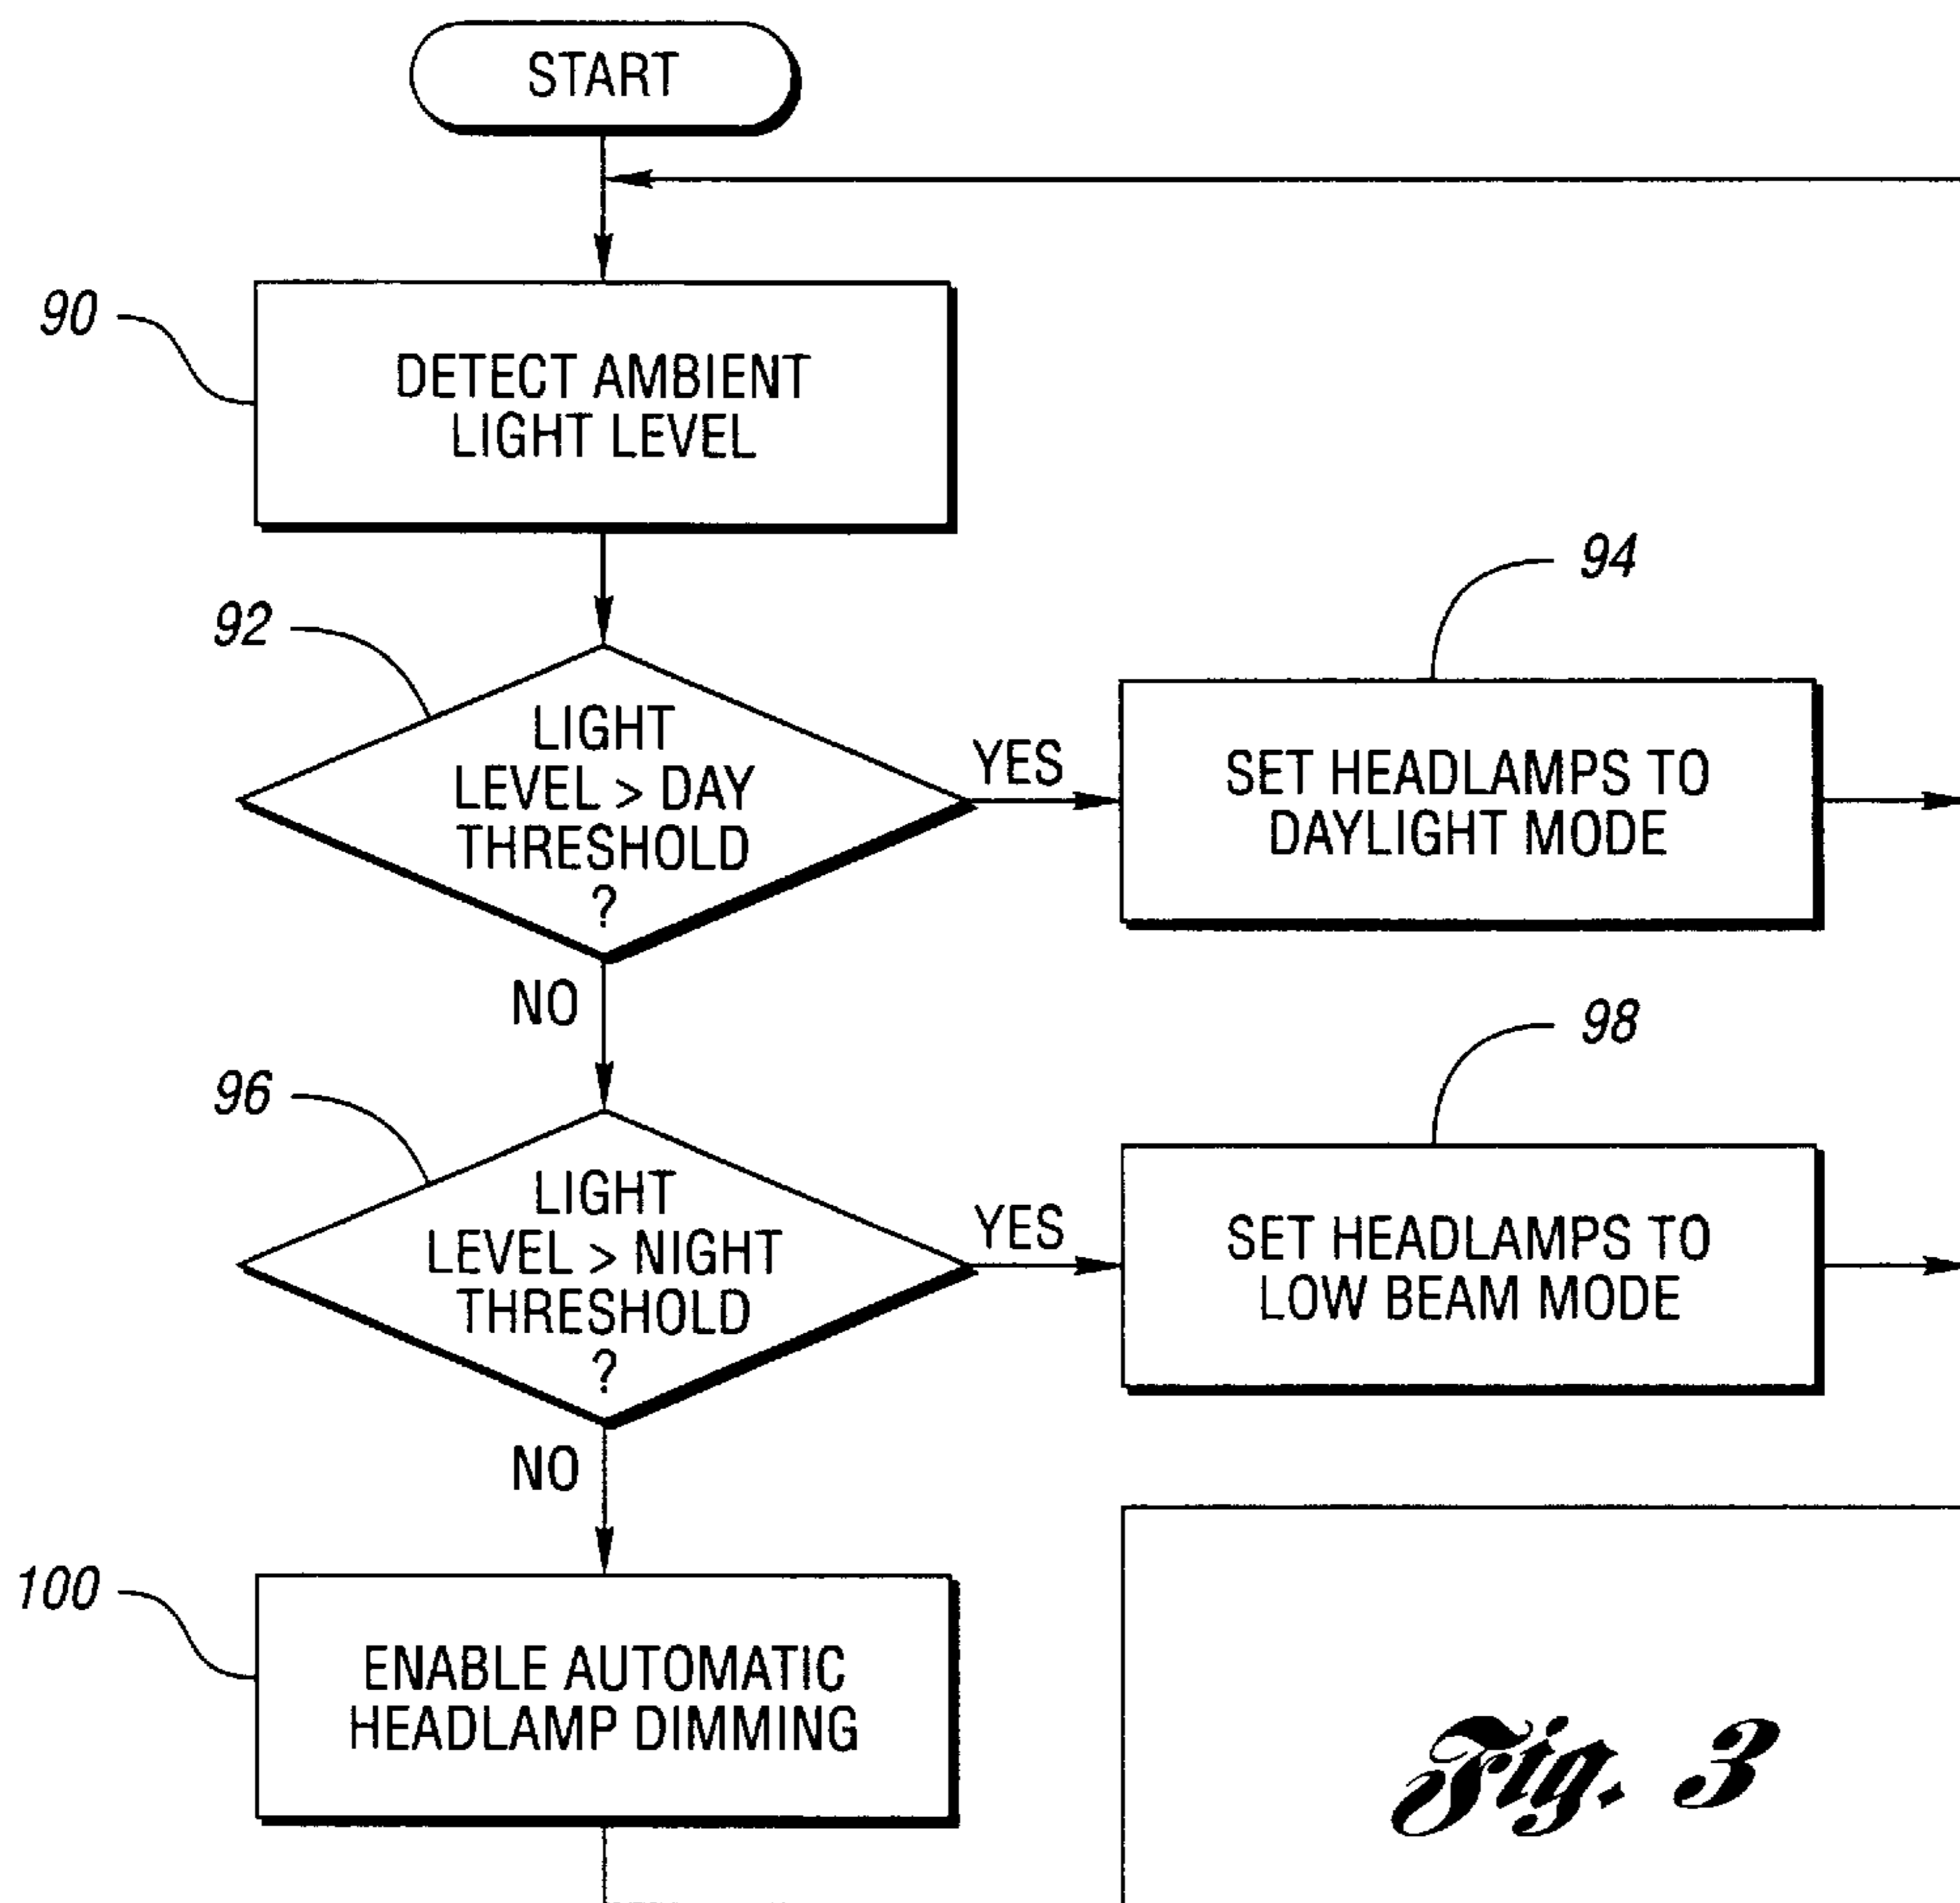 START
90
DETECT AMBIENT
LIGHT LEVEL
92
LIGHT
LEVEL > DAY
THRESHOLD
?
YES
94
SET HEADLAMPS TO
DAYLIGHT MODE
NO
96
LIGHT
LEVEL > NIGHT
THRESHOLD
?
YES
98
SET HEADLAMPS TO
LOW BEAM MODE
NO
100
ENABLE AUTOMATIC
HEADLAMP DIMMING
Fig. 3